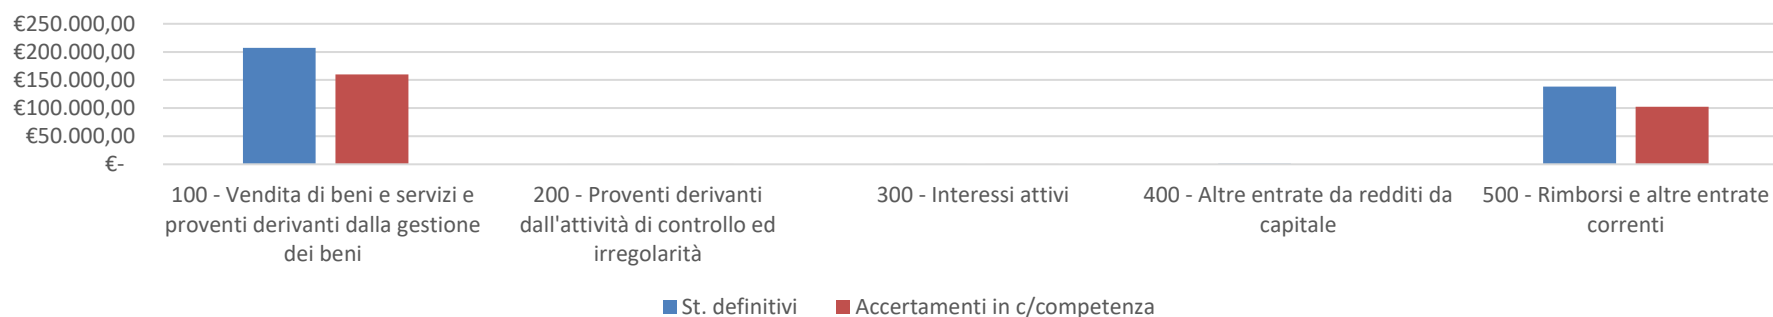 €250.000,00
€200.000,00
€150.000,00
€100.000,00
€50.000,00
€-
100 - Vendita di beni e servizi e
proventi derivanti dalla gestione
dei beni
200 - Proventi derivanti
dall'attività di controllo ed
irregolarità
300 - Interessi attivi
400 - Altre entrate da redditi da
capitale
500 - Rimborsi e altre entrate
correnti
St. definitivi
Accertamenti in c/competenza